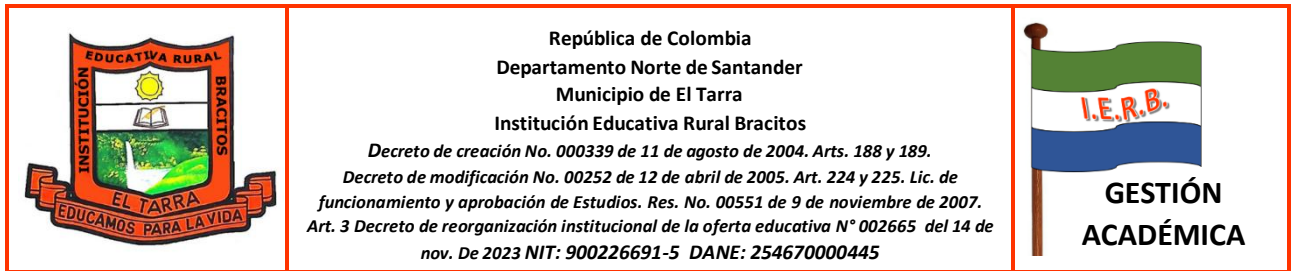 EDUCATIVA RURAL
INSTITUCIÓN
BRACITOS
EL TARRA
EDUCAMOS PARA LA VIDA
República de Colombia
Departamento Norte de Santander
Municipio de El Tarra
Institución Educativa Rural Bracitos
Decreto de creación No. 000339 de 11 de agosto de 2004. Arts. 188 y 189.
Decreto de modificación No. 00252 de 12 de abril de 2005. Art. 224 y 225. Lic. de
funcionamiento y aprobación de Estudios. Res. No. 00551 de 9 de noviembre de 2007.
Art. 3 Decreto de reorganización institucional de la oferta educativa N° 002665 del 14 de
nov. De 2023 NIT: 900226691-5 DANE: 254670000445
I.E.R.B.
GESTIÓN
ACADÉMICA